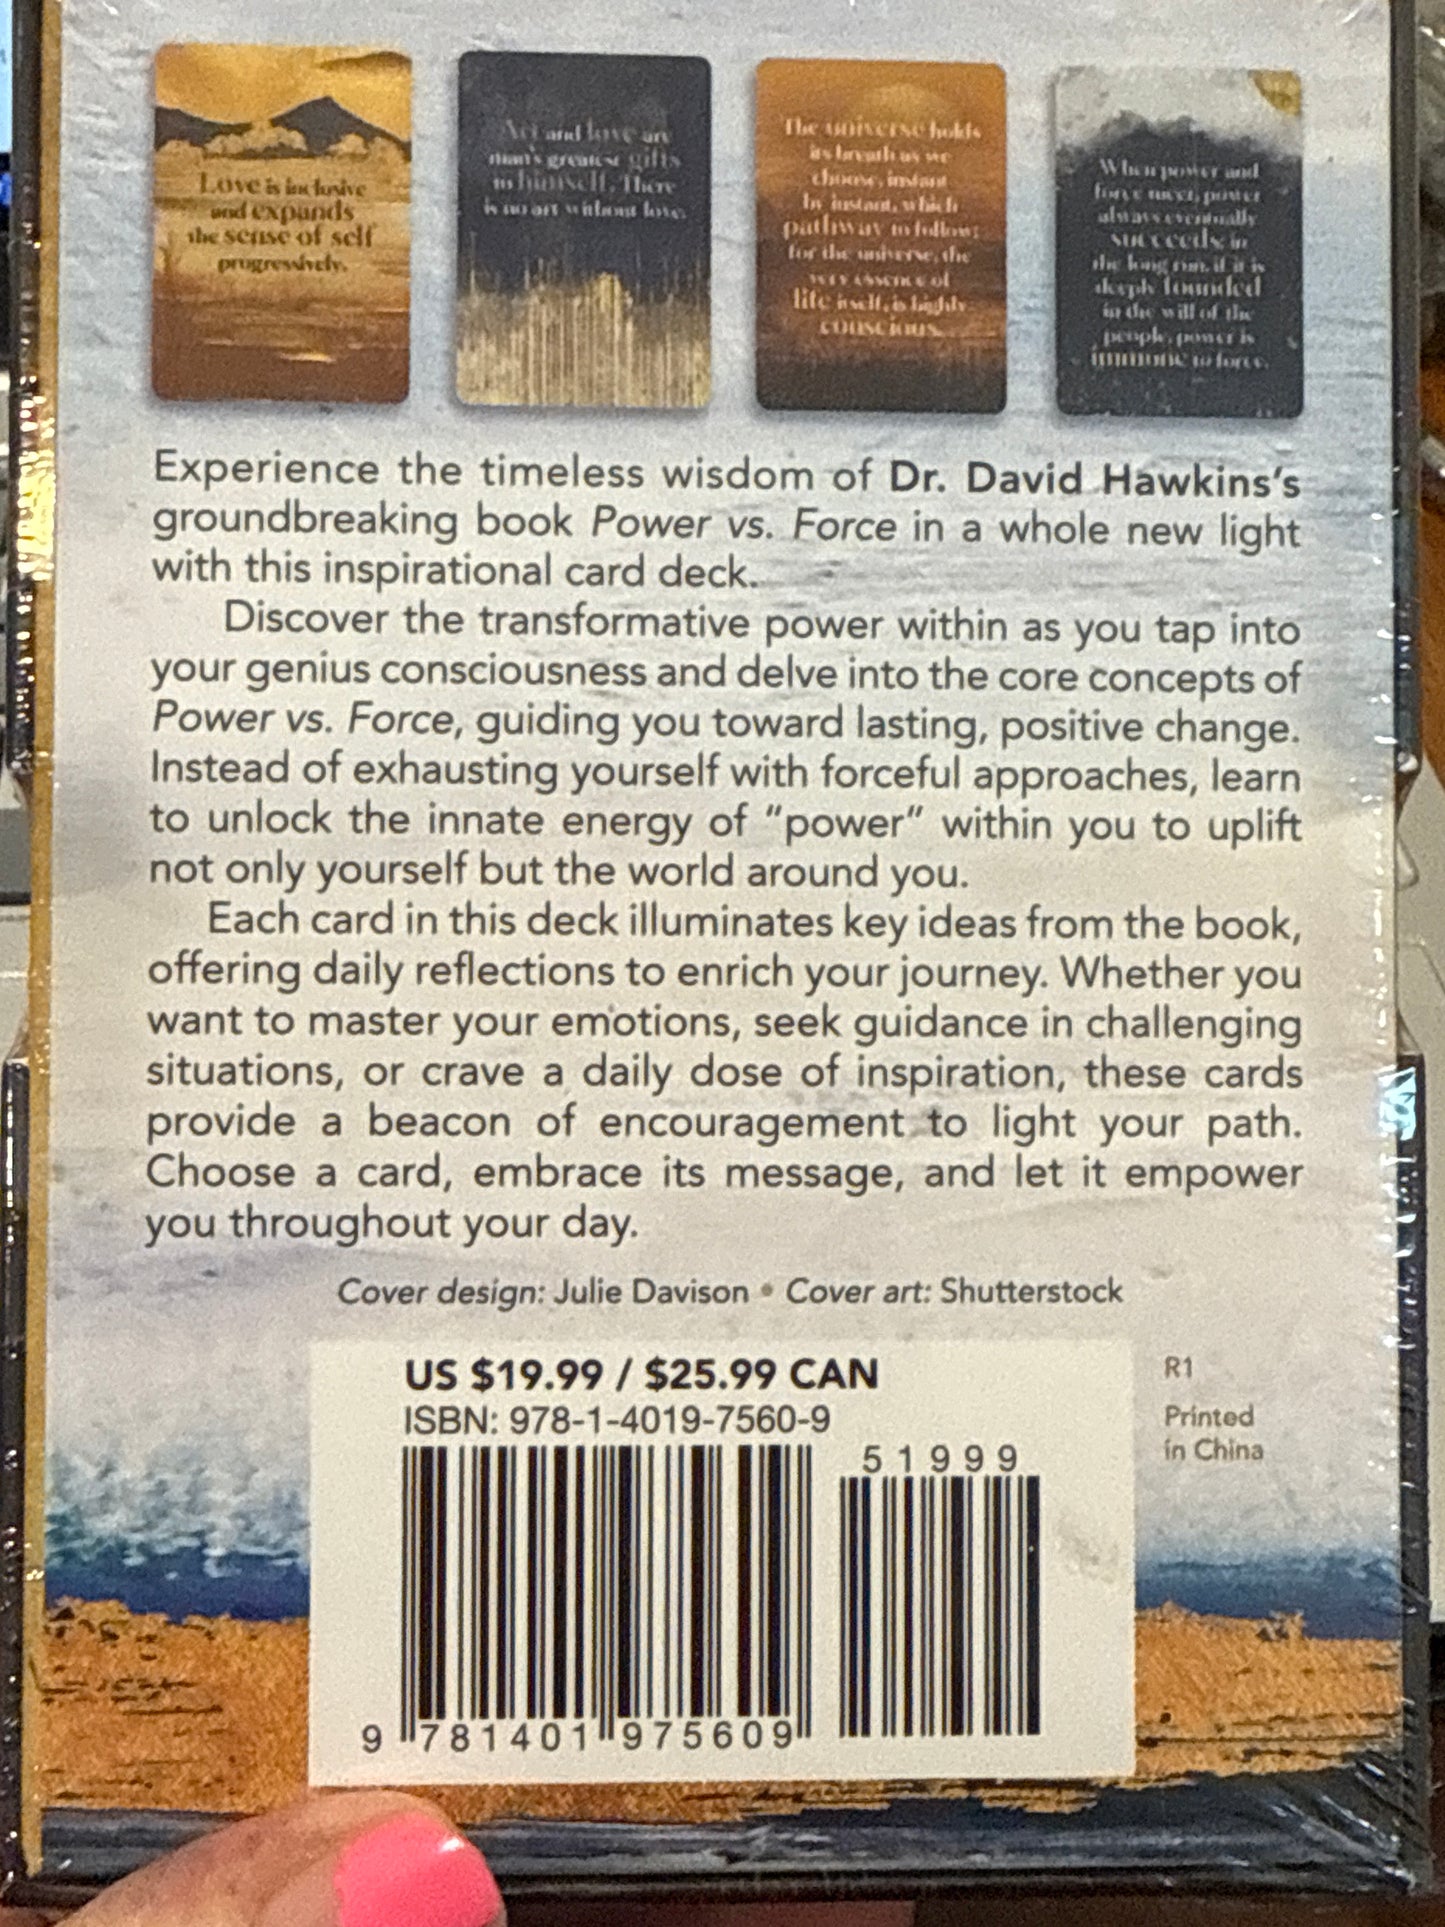 Love is inclusive
and expands
the sense of self
progressively.
Art and love are
man's greatest gifts
to himself. There
is no art without love.
The universe holds
its breath as we
choose, instant
by instant, which
pathway to follow;
for the universe, the
very essence of
life itself, is highly
conscious.
When power and
force meet, power
always eventually
succeeds; in
the long run, if it is
deeply founded
in the will of the
people, power is
immune to force.
Experience the timeless wisdom of Dr. David Hawkins's
groundbreaking book Power vs. Force in a whole new light
with this inspirational card deck.
Discover the transformative power within as you tap into
your genius consciousness and delve into the core concepts of
Power vs. Force, guiding you toward lasting, positive change.
Instead of exhausting yourself with forceful approaches, learn
to unlock the innate energy of "power" within you to uplift
not only yourself but the world around you.
Each card in this deck illuminates key ideas from the book,
offering daily reflections to enrich your journey. Whether you
want to master your emotions, seek guidance in challenging
situations, or crave a daily dose of inspiration, these cards
provide a beacon of encouragement to light your path.
Choose a card, embrace its message, and let it empower
you throughout your day.
Cover design: Julie Davison • Cover art: Shutterstock
US $19.99 / $25.99 CAN
ISBN: 978-1-4019-7560-9
51999
9 781401 975609
R1
Printed
in China